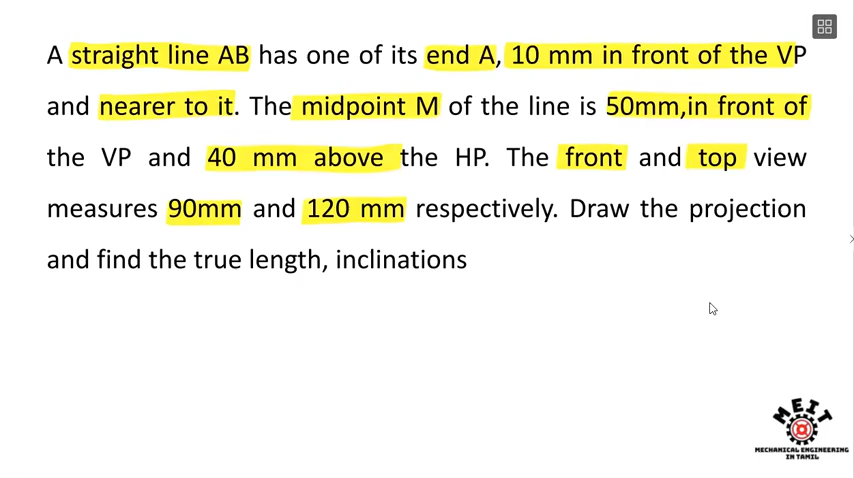 A straight line AB has one of its end A, 10 mm in front of the VP
and nearer to it. The midpoint M of the line is 50mm,in front of
the VP and 40 mm above the HP. The front and top view
measures 90mm and 120 mm respectively. Draw the projection
and find the true length, inclinations
MEIT
MECHANICAL ENGINEERING
IN TAMIL